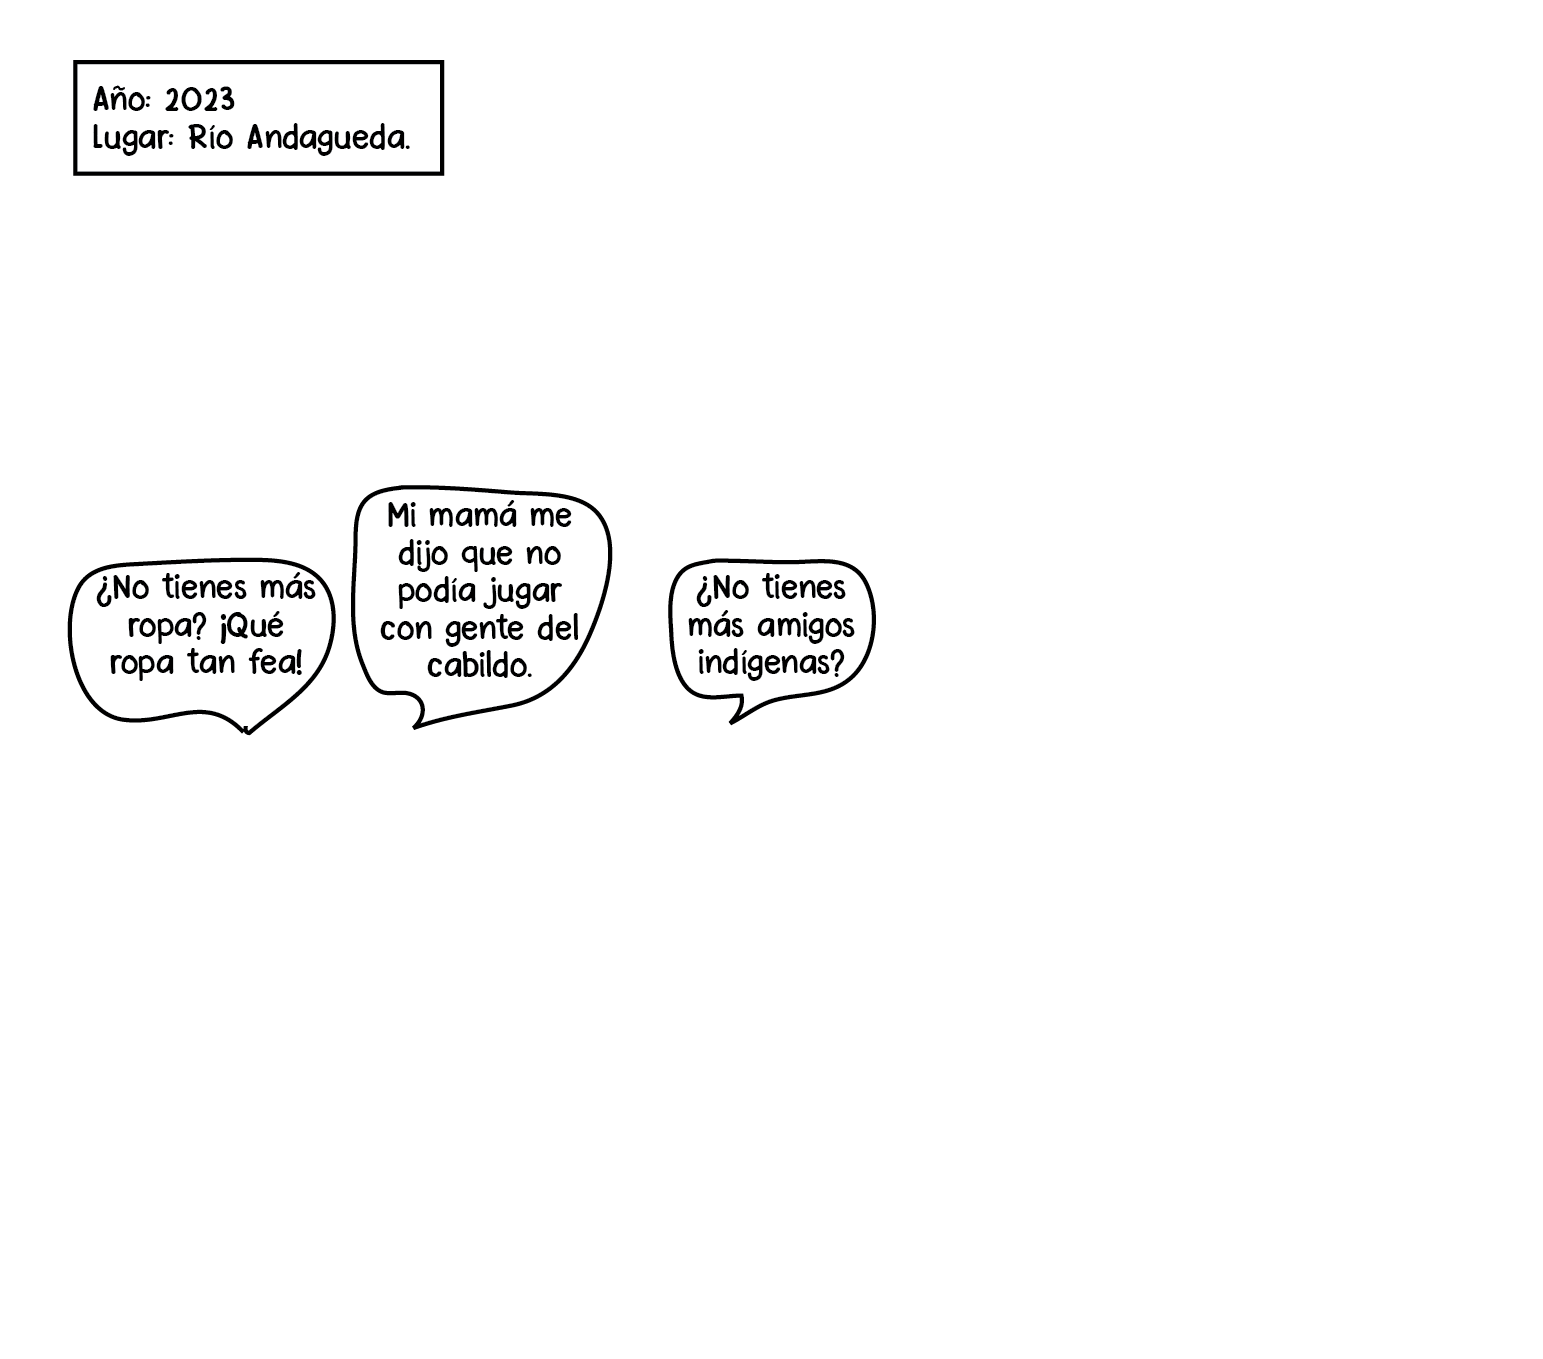 Año: 2023
Lugar: Río Andagueda.
¿No tienes más
ropa? ¡Qué
ropa tan fea!
Mi mamá me
dijo que no
podía jugar
con gente del
cabildo.
¿No tienes
más amigos
indígenas?